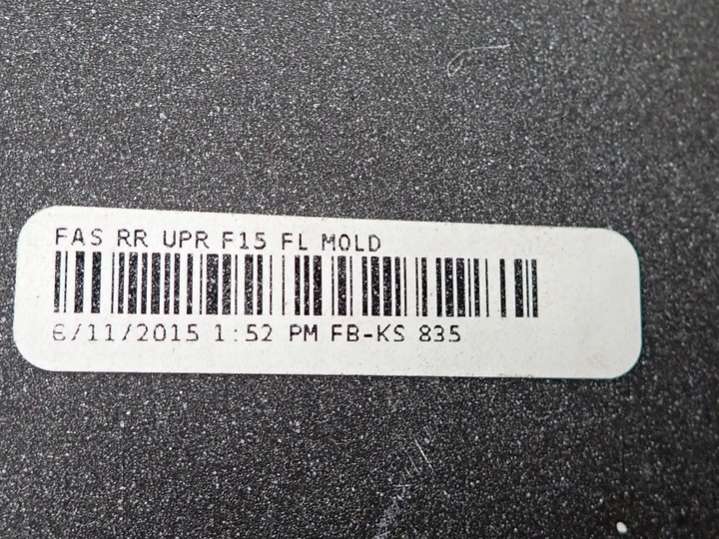 FAS RR UPR F15 FL MOLD
6/11/2015 1:52 PM FB-KS 835